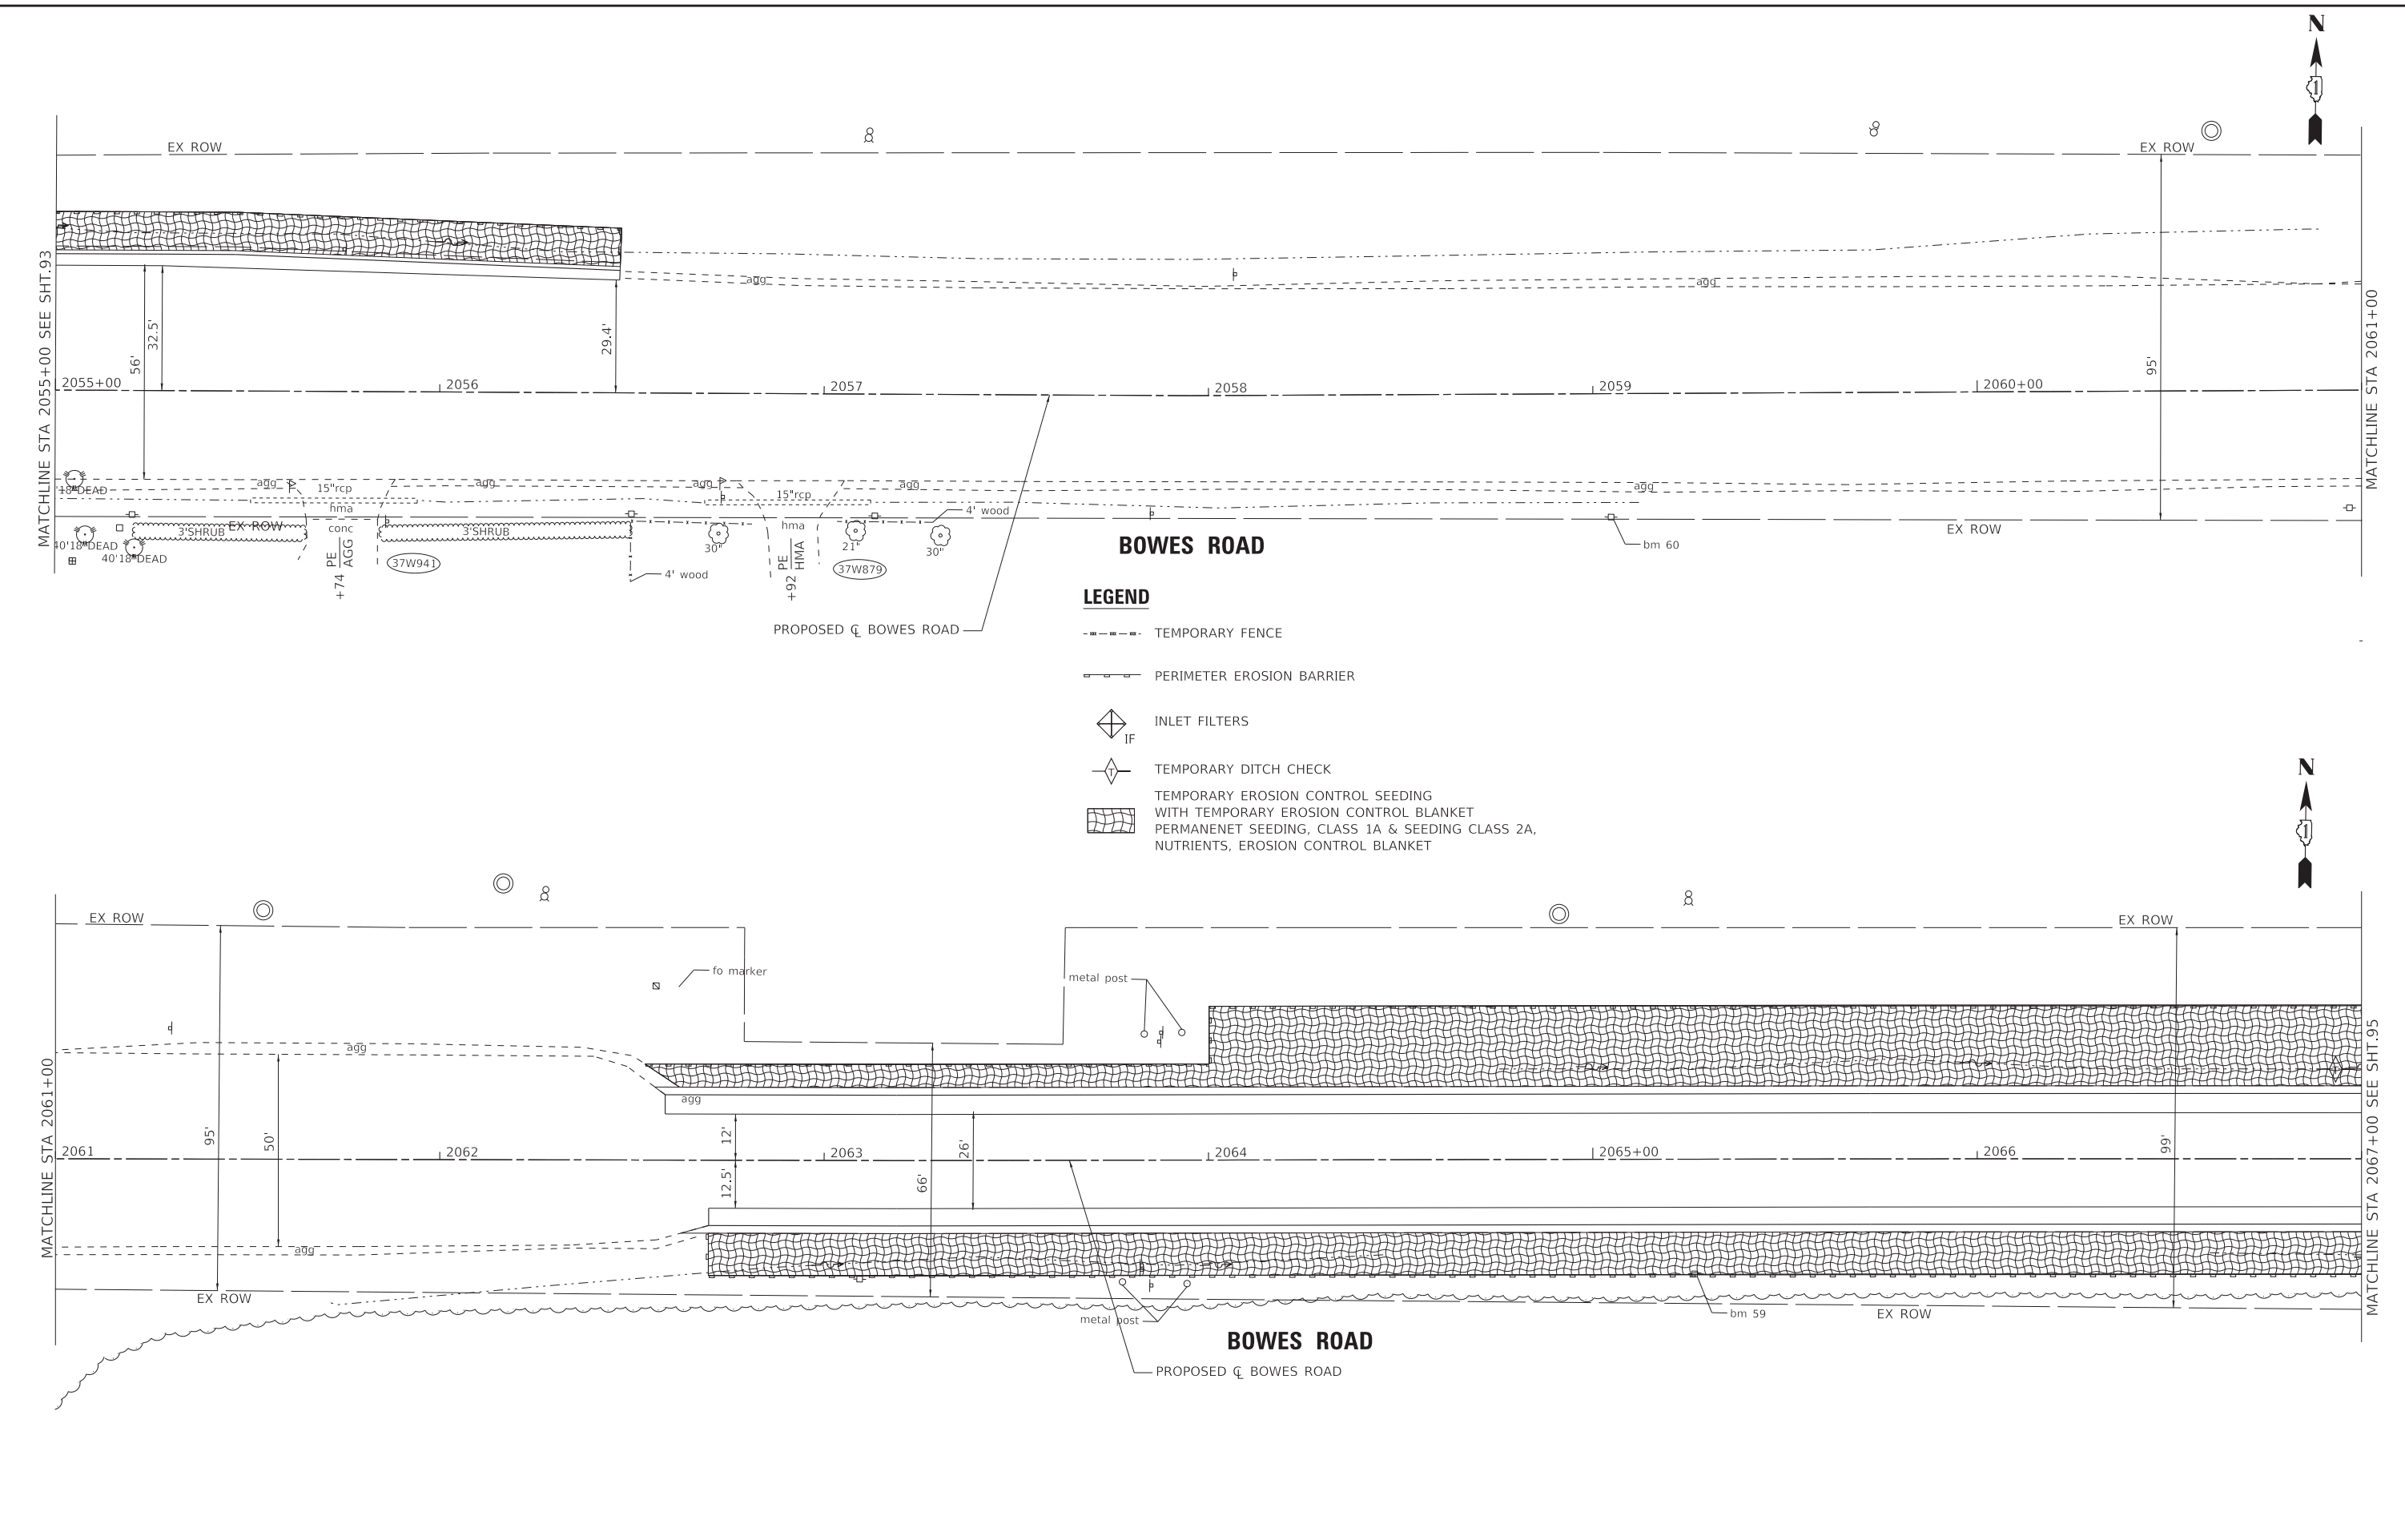 N
1
EX ROW
EX ROW
MATCHLINE STA 2055+00 SEE SHT.93
agg
agg
56'
32.5'
29.4'
95'
2055+00
2056
2057
2058
2059
2060+00
MATCHLINE STA 2061+00
18"DEAD
agg
15"rcp
agg
agg
15"rcp
agg
agg
hma
EX ROW
conc
3'SHRUB
3'SHRUB
hma
4' wood
EX ROW
40'18"DEAD
40'18"DEAD
30"
21"
30"
bm 60
+74 PE
AGG
37W941
4' wood
+92 PE
HMA
37W879
BOWES ROAD
PROPOSED CL BOWES ROAD
LEGEND
TEMPORARY FENCE
PERIMETER EROSION BARRIER
INLET FILTERS
IF
T
TEMPORARY DITCH CHECK
TEMPORARY EROSION CONTROL SEEDING
WITH TEMPORARY EROSION CONTROL BLANKET
PERMANENET SEEDING, CLASS 1A & SEEDING CLASS 2A,
NUTRIENTS, EROSION CONTROL BLANKET
N
1
EX ROW
EX ROW
fo marker
metal post
agg
agg
T
MATCHLINE STA 2061+00
95'
50'
12'
12.5'
66'
26'
99'
2061
2062
2063
2064
2065+00
2066
MATCHLINE STA 2067+00 SEE SHT.95
agg
EX ROW
metal post
bm 59
EX ROW
BOWES ROAD
PROPOSED CL BOWES ROAD